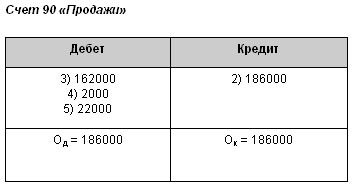 Счет 90 «Продажи»
Дебет Кредит
3) 162000 2) 186000
4) 2000
5) 22000
Од = 186000 Ок = 186000